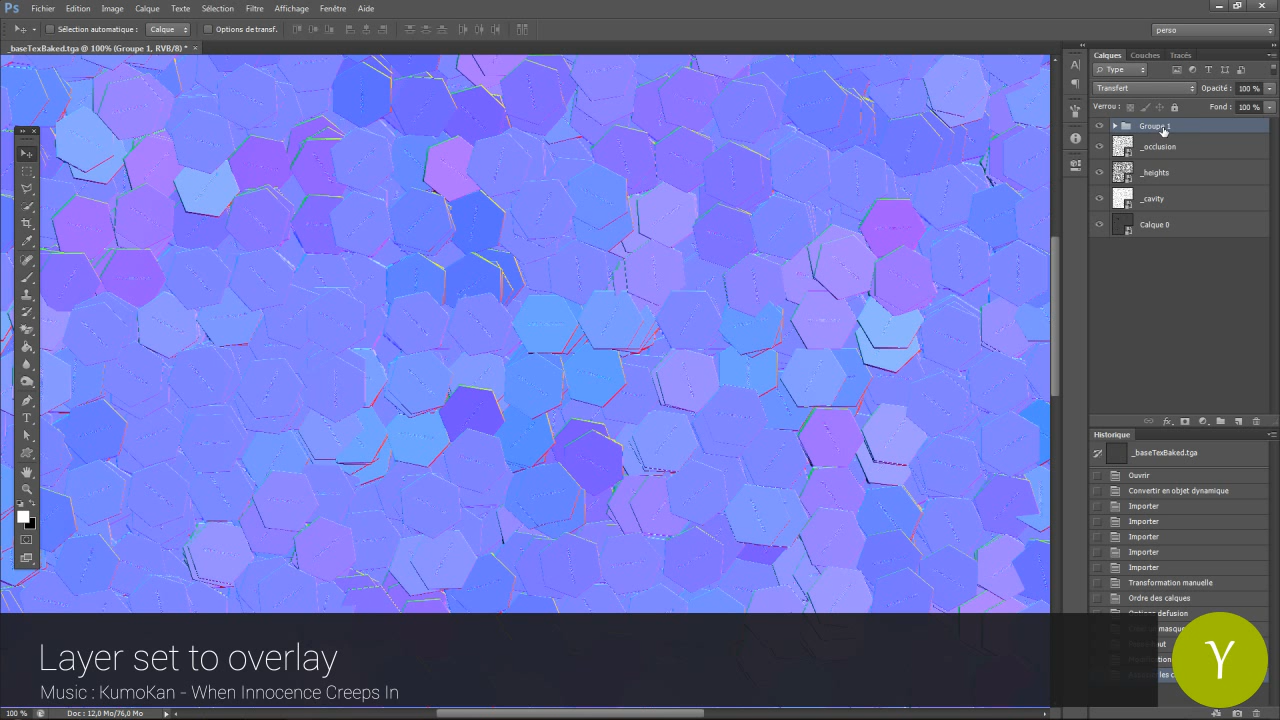 Ps Fichier Edition Image Calque Texte Sélection Filtre Affichage Fenêtre Aide
Sélection automatique : Calque Options de transf. perso
_baseTexBaked.tga @ 100% (Groupe 1, RVB/8) * ×
Calques Couches Tracés
Type
Transfert Opacité : 100 %
Verrou : Fond : 100 %
Groupe 1
_occlusion
_heights
_cavity
Calque 0
Historique
_baseTexBaked.tga
Ouvrir
Convertir en objet dynamique
Importer
Importer
Importer
Importer
Importer
Transformation manuelle
Ordre des calques
Options defusion
Layer set to overlay
Music : KumoKan - When Innocence Creeps In
Y
100 % Doc : 12,0 Mo/76,0 Mo